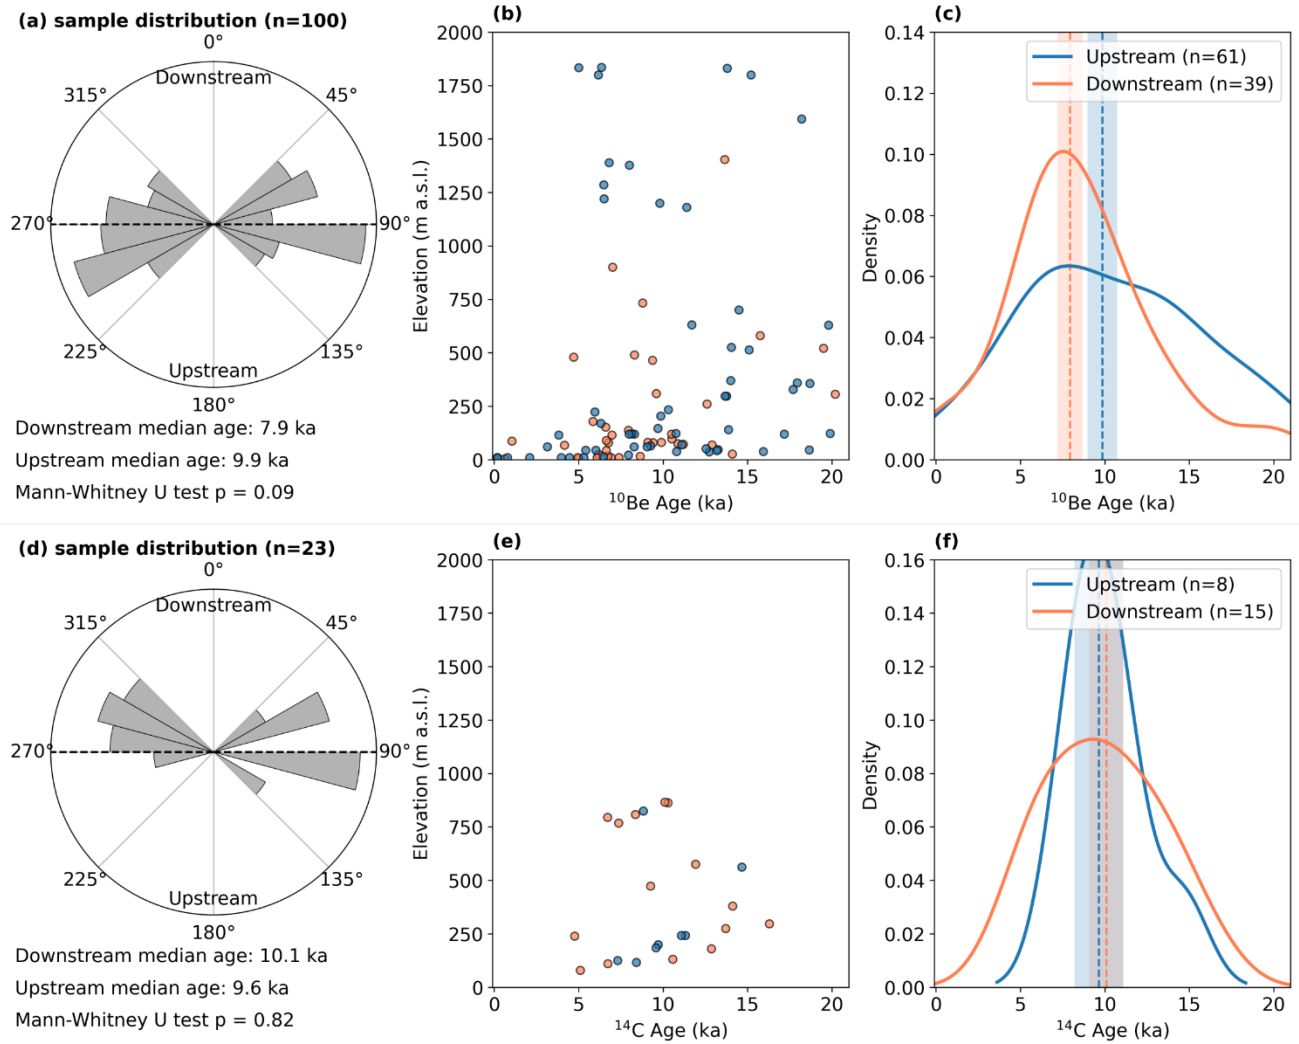 (a) sample distribution (n=100)
0°
Downstream
315°
45°
270°
90°
225°
135°
Upstream
180°
Downstream median age: 7.9 ka
Upstream median age: 9.9 ka
Mann-Whitney U test p = 0.09
(b)
2000
1750
1500
1250
1000
750
500
250
0
Elevation (m a.s.l.)
0 5 10 15 20
¹⁰Be Age (ka)
(c)
0.14
0.12
0.10
0.08
0.06
0.04
0.02
0.00
Density
Upstream (n=61)
Downstream (n=39)
0 5 10 15 20
¹⁰Be Age (ka)
(d) sample distribution (n=23)
0°
Downstream
315°
45°
270°
90°
225°
135°
Upstream
180°
Downstream median age: 10.1 ka
Upstream median age: 9.6 ka
Mann-Whitney U test p = 0.82
(e)
2000
1750
1500
1250
1000
750
500
250
0
Elevation (m a.s.l.)
0 5 10 15 20
¹⁴C Age (ka)
(f)
0.16
0.14
0.12
0.10
0.08
0.06
0.04
0.02
0.00
Density
Upstream (n=8)
Downstream (n=15)
0 5 10 15 20
¹⁴C Age (ka)